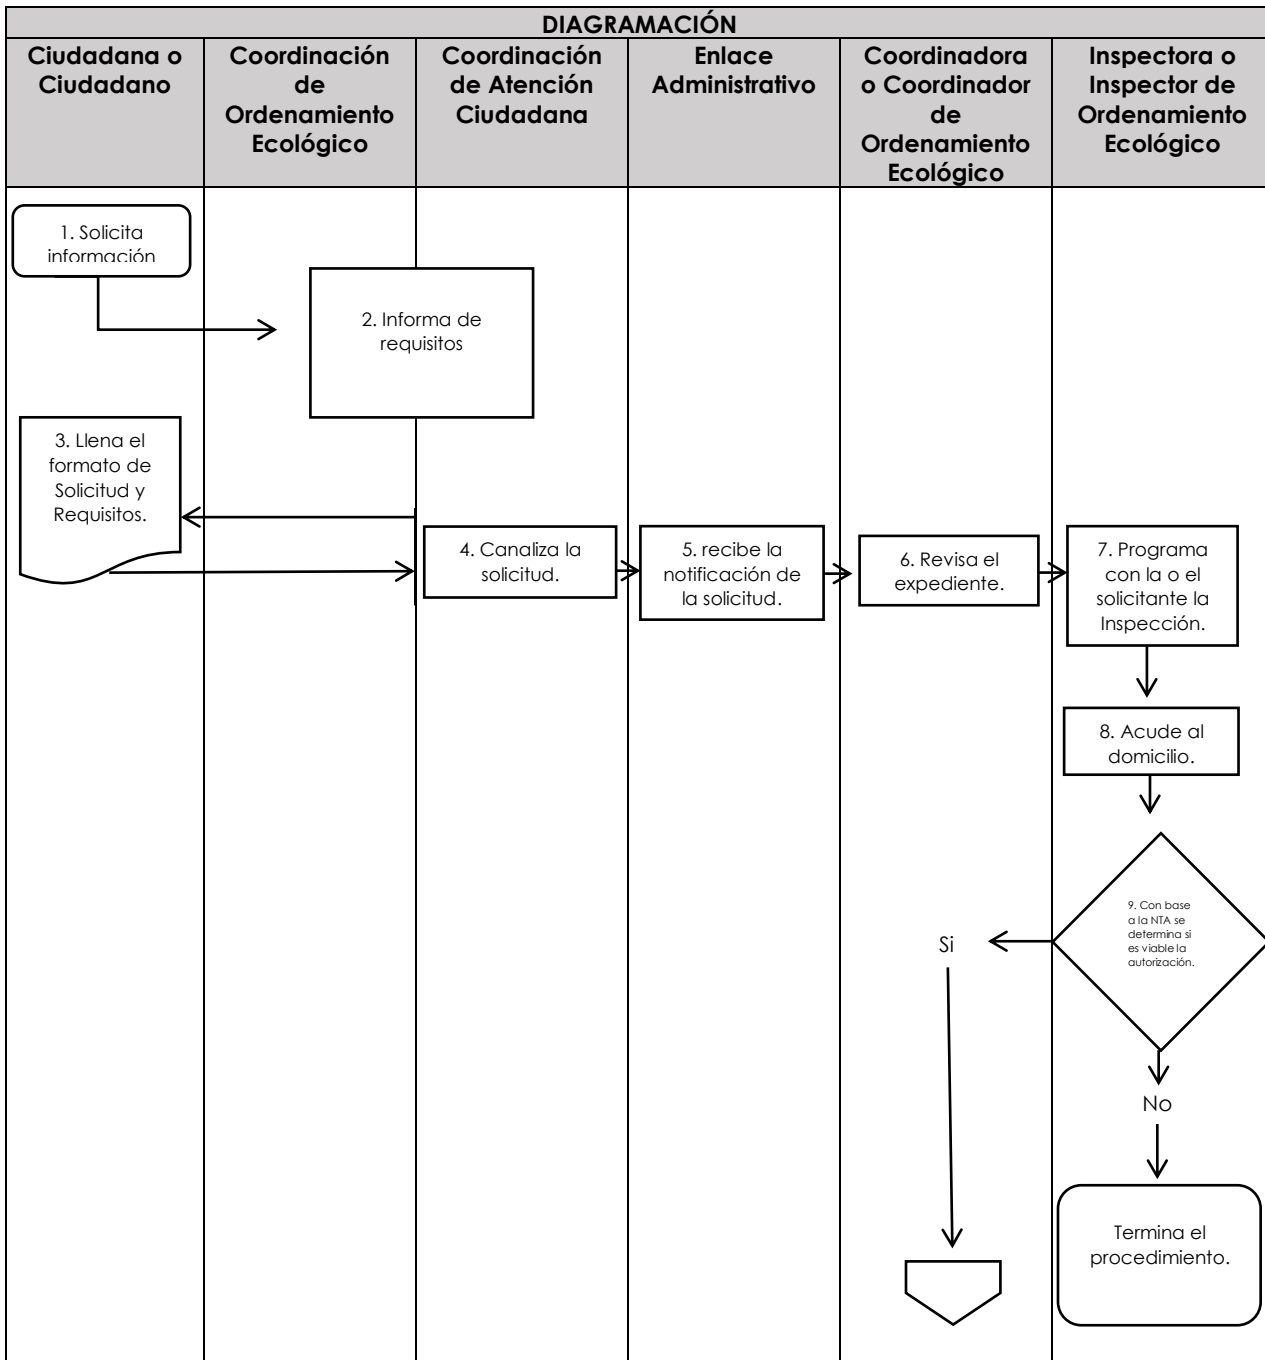 DIAGRAMACIÓN
Ciudadana o
Ciudadano
Coordinación
de
Ordenamiento
Ecológico
Coordinación
de Atención
Ciudadana
Enlace
Administrativo
Coordinadora
o Coordinador
de
Ordenamiento
Ecológico
Inspectora o
Inspector de
Ordenamiento
Ecológico
1. Solicita
información
2. Informa de
requisitos
3. Llena el
formato de
Solicitud y
Requisitos.
4. Canaliza la
solicitud.
5. recibe la
notificación de
la solicitud.
6. Revisa el
expediente.
7. Programa
con la o el
solicitante la
Inspección.
8. Acude al
domicilio.
9. Con base
a la NTA se
determina si
es viable la
autorización.
Si
No
Termina el
procedimiento.